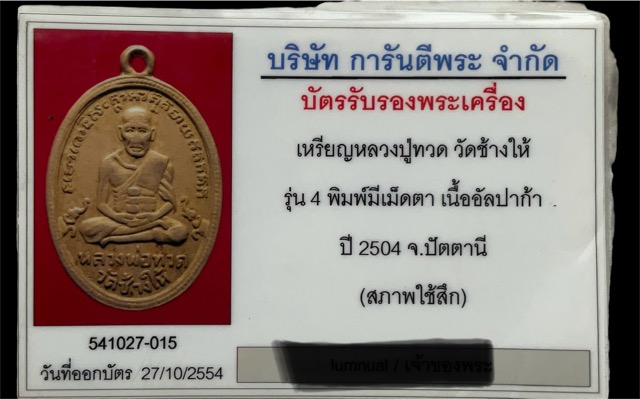 บริษัท การันตีพระ จำกัด
บัตรรับรองพระเครื่อง
เหรียญหลวงปู่ทวด วัดช้างให้
รุ่น 4 พิมพ์มีเม็ดตา เนื้ออัลปาก้า
ปี 2504 จ.ปัตตานี
(สภาพใช้สึก)
หลวงพ่อทวด
วัดช้างให้
541027-015
วันที่ออกบัตร 27/10/2554
/ เจ้าของพระ